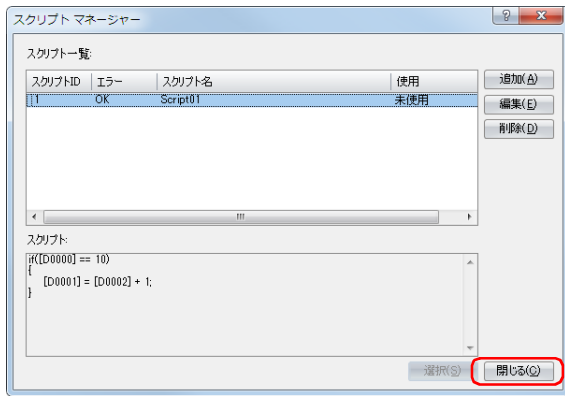 スクリプト マネージャー
スクリプト一覧:
スクリプトID エラー スクリプト名 使用
1 OK Script01 未使用
追加(A)
編集(E)
削除(D)
スクリプト:
if([D0000] == 10)
{
[D0001] = [D0002] + 1;
}
選択(S) 閉じる(C)